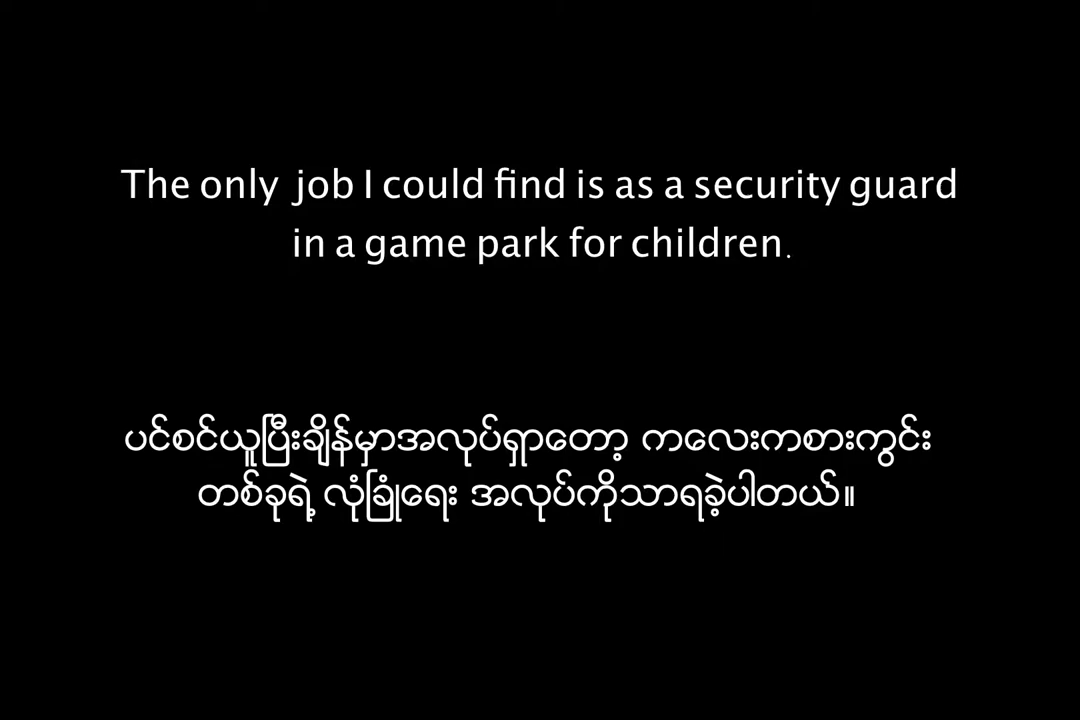 The only job I could find is as a security guard
in a game park for children.
ပင်စင်ယူပြီးချိန်မှာအလုပ်ရှာတော့ ကလေးကစားကွင်း
တစ်ခုရဲ့ လုံခြုံရေး အလုပ်ကိုသာရခဲ့ပါတယ်။